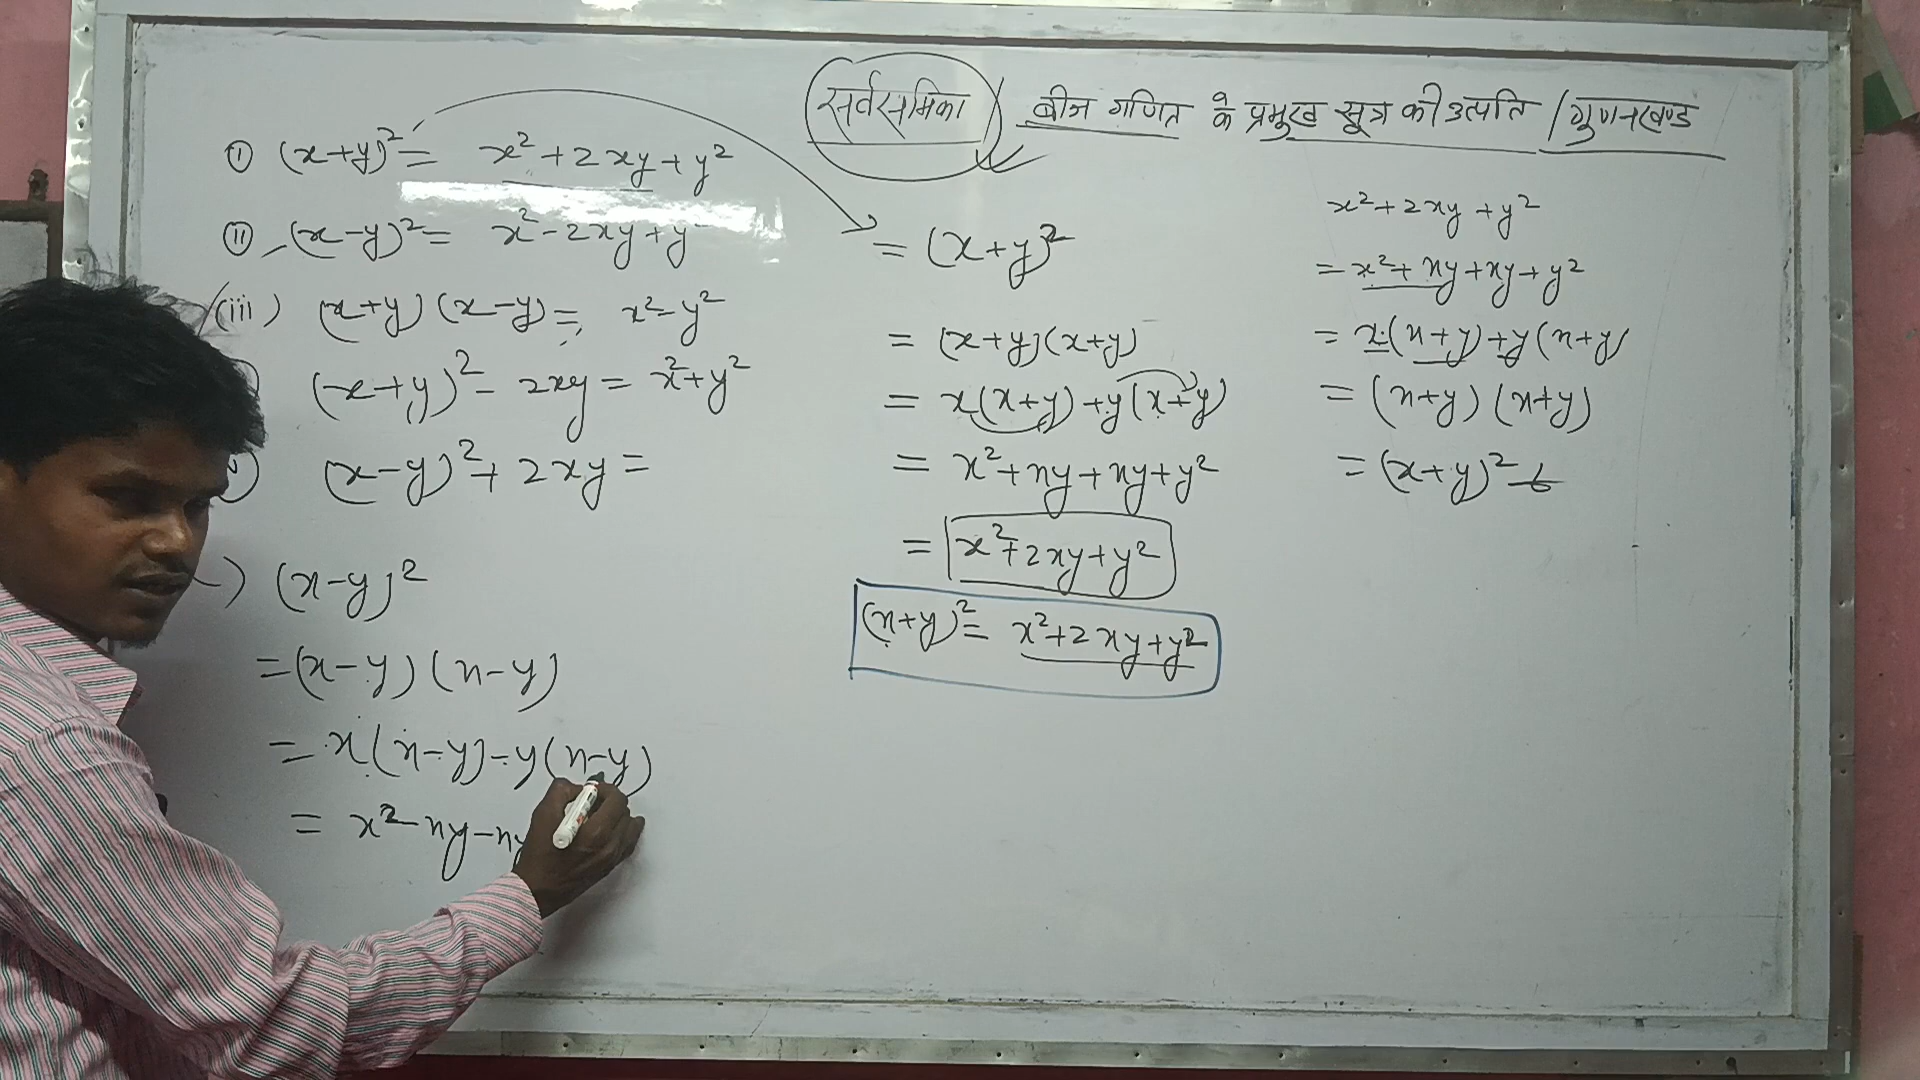 सर्वसमिका / बीज गणित के प्रमुख सूत्र की उत्पति / गुणनखण्ड
(i) (x+y)² = x²+2xy+y²
(ii) (x-y)² = x²-2xy+y
(iii) (x+y)(x-y) = x²-y²
(x+y)²-2xy = x²+y²
(x-y)²+2xy =
(x-y)²
=(x-y)(x-y)
= x(x-y)-y(x-y)
= x²-xy-xy
= (x+y)²
= (x+y)(x+y)
= x(x+y)+y(x+y)
= x²+xy+xy+y²
= x²+2xy+y²
(x+y)² = x²+2xy+y²
x²+2xy+y²
= x²+xy+xy+y²
= x(x+y)+y(x+y)
= (x+y)(x+y)
= (x+y)²